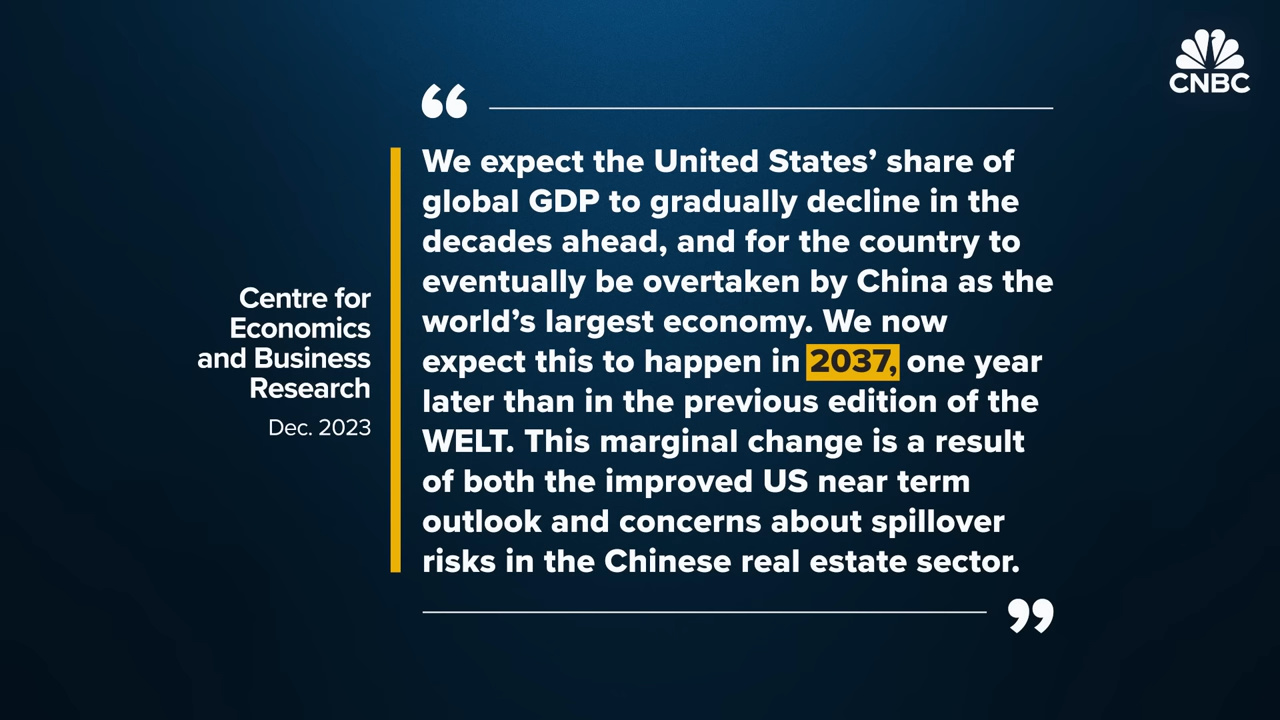 CNBC
“
Centre for
Economics
and Business
Research
Dec. 2023
We expect the United States’ share of
global GDP to gradually decline in the
decades ahead, and for the country to
eventually be overtaken by China as the
world’s largest economy. We now
expect this to happen in 2037, one year
later than in the previous edition of the
WELT. This marginal change is a result
of both the improved US near term
outlook and concerns about spillover
risks in the Chinese real estate sector.
”